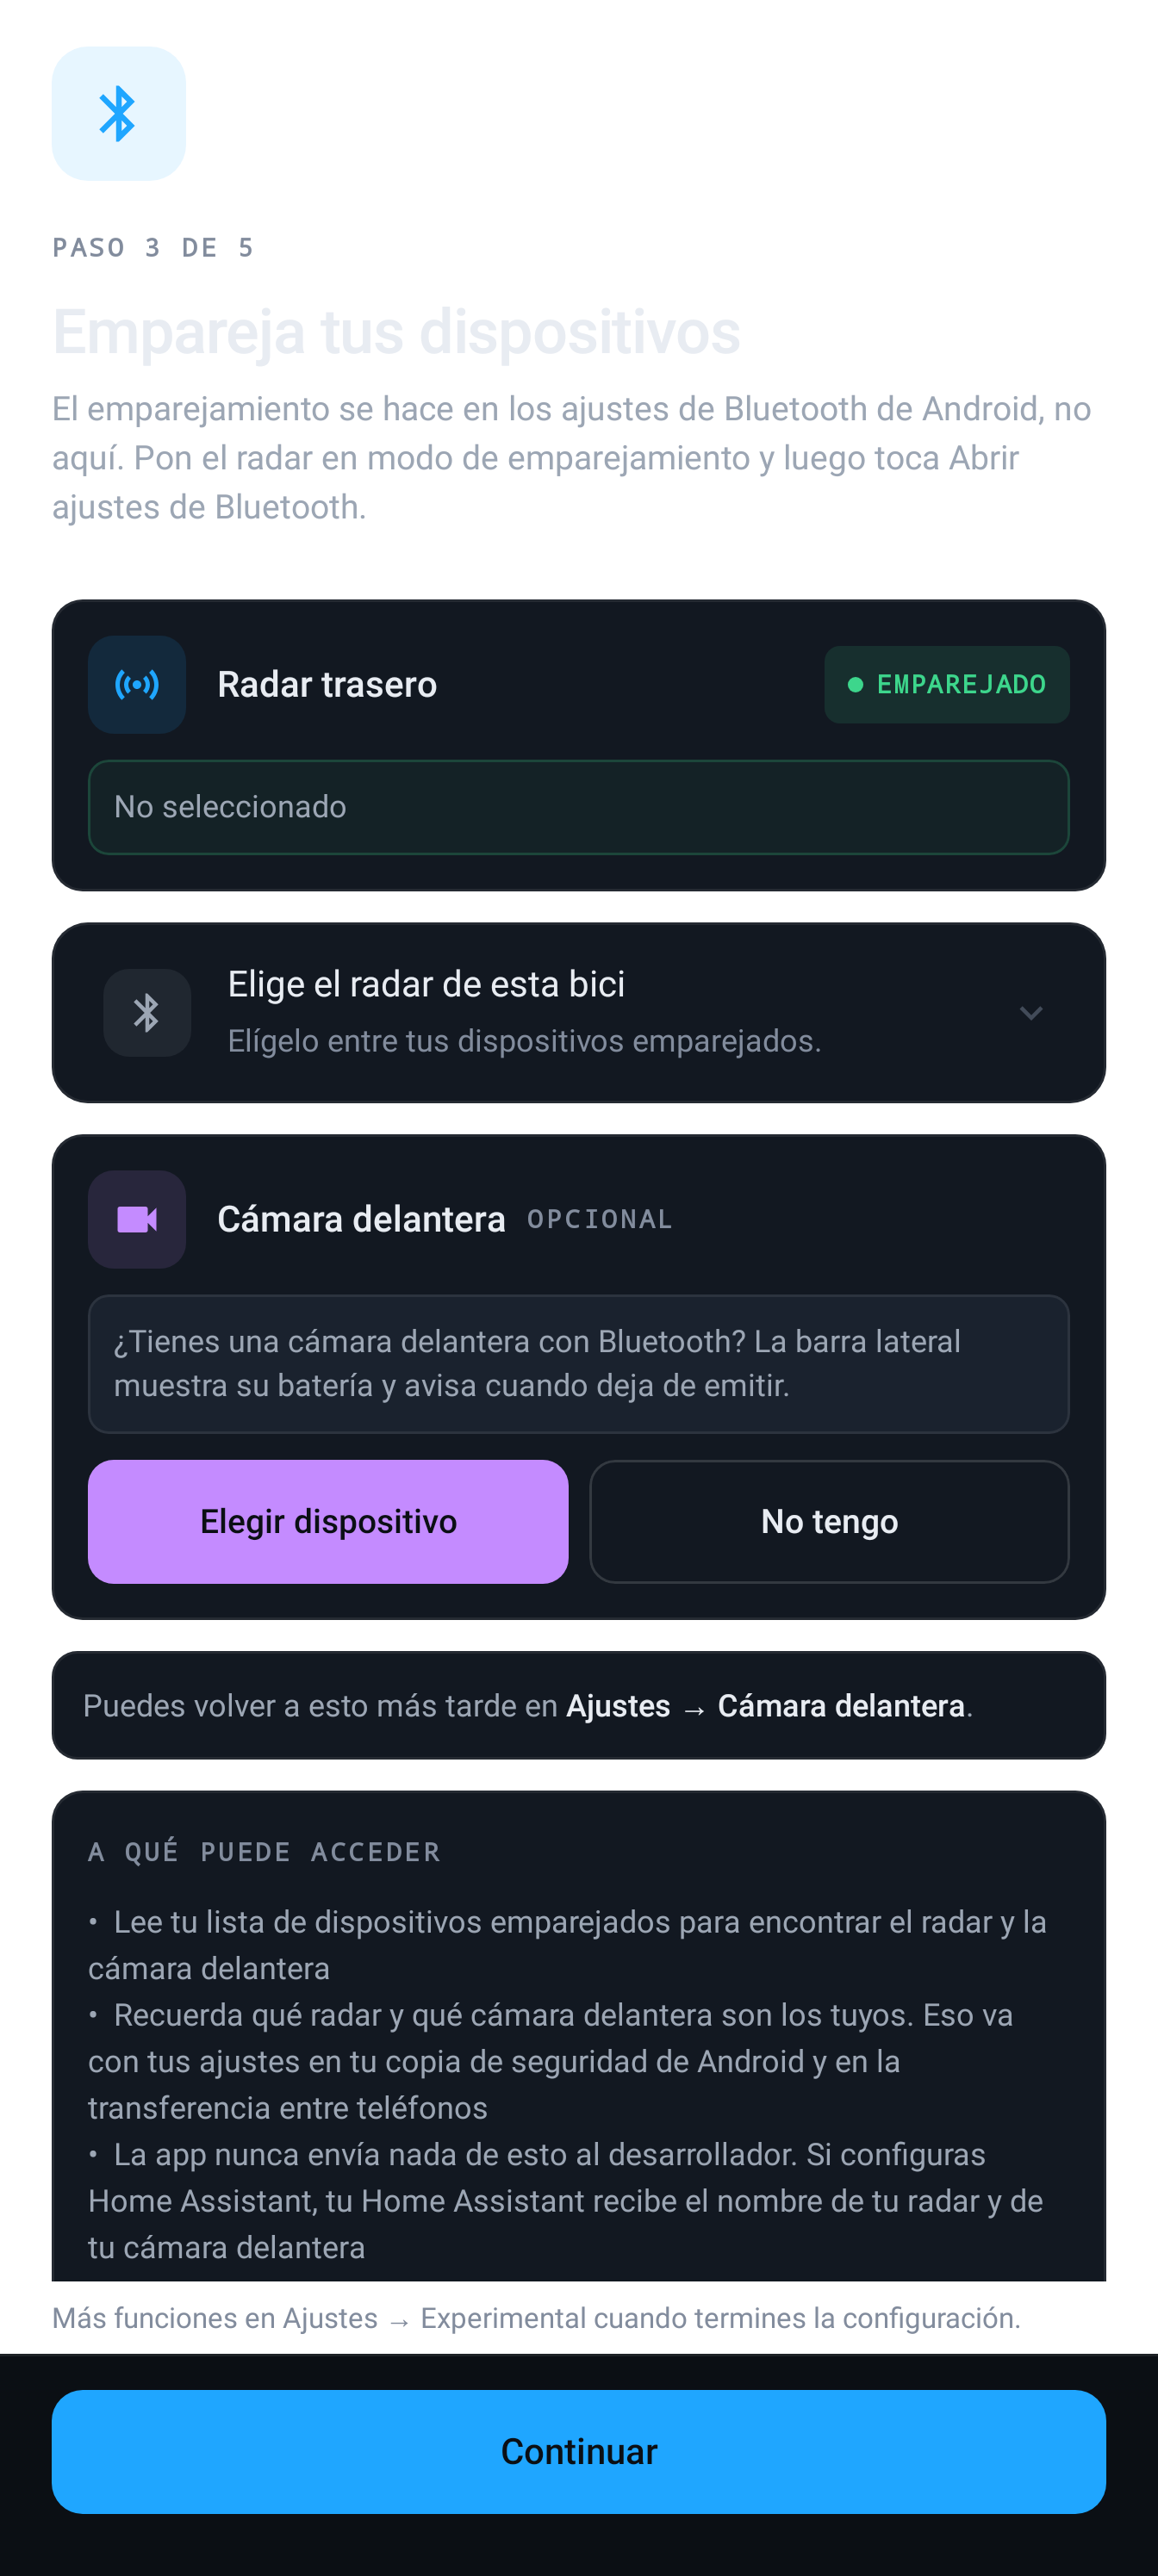 PASO 3 DE 5
Empareja tus dispositivos
El emparejamiento se hace en los ajustes de Bluetooth de Android, no
aquí. Pon el radar en modo de emparejamiento y luego toca Abrir
ajustes de Bluetooth.
Radar trasero
EMPAREJADO
No seleccionado
Elige el radar de esta bici
Elígelo entre tus dispositivos emparejados.
Cámara delantera OPCIONAL
¿Tienes una cámara delantera con Bluetooth? La barra lateral
muestra su batería y avisa cuando deja de emitir.
Elegir dispositivo
No tengo
Puedes volver a esto más tarde en Ajustes → Cámara delantera.
A QUÉ PUEDE ACCEDER
• Lee tu lista de dispositivos emparejados para encontrar el radar y la
cámara delantera
• Recuerda qué radar y qué cámara delantera son los tuyos. Eso va
con tus ajustes en tu copia de seguridad de Android y en la
transferencia entre teléfonos
• La app nunca envía nada de esto al desarrollador. Si configuras
Home Assistant, tu Home Assistant recibe el nombre de tu radar y de
tu cámara delantera
Más funciones en Ajustes → Experimental cuando termines la configuración.
Continuar